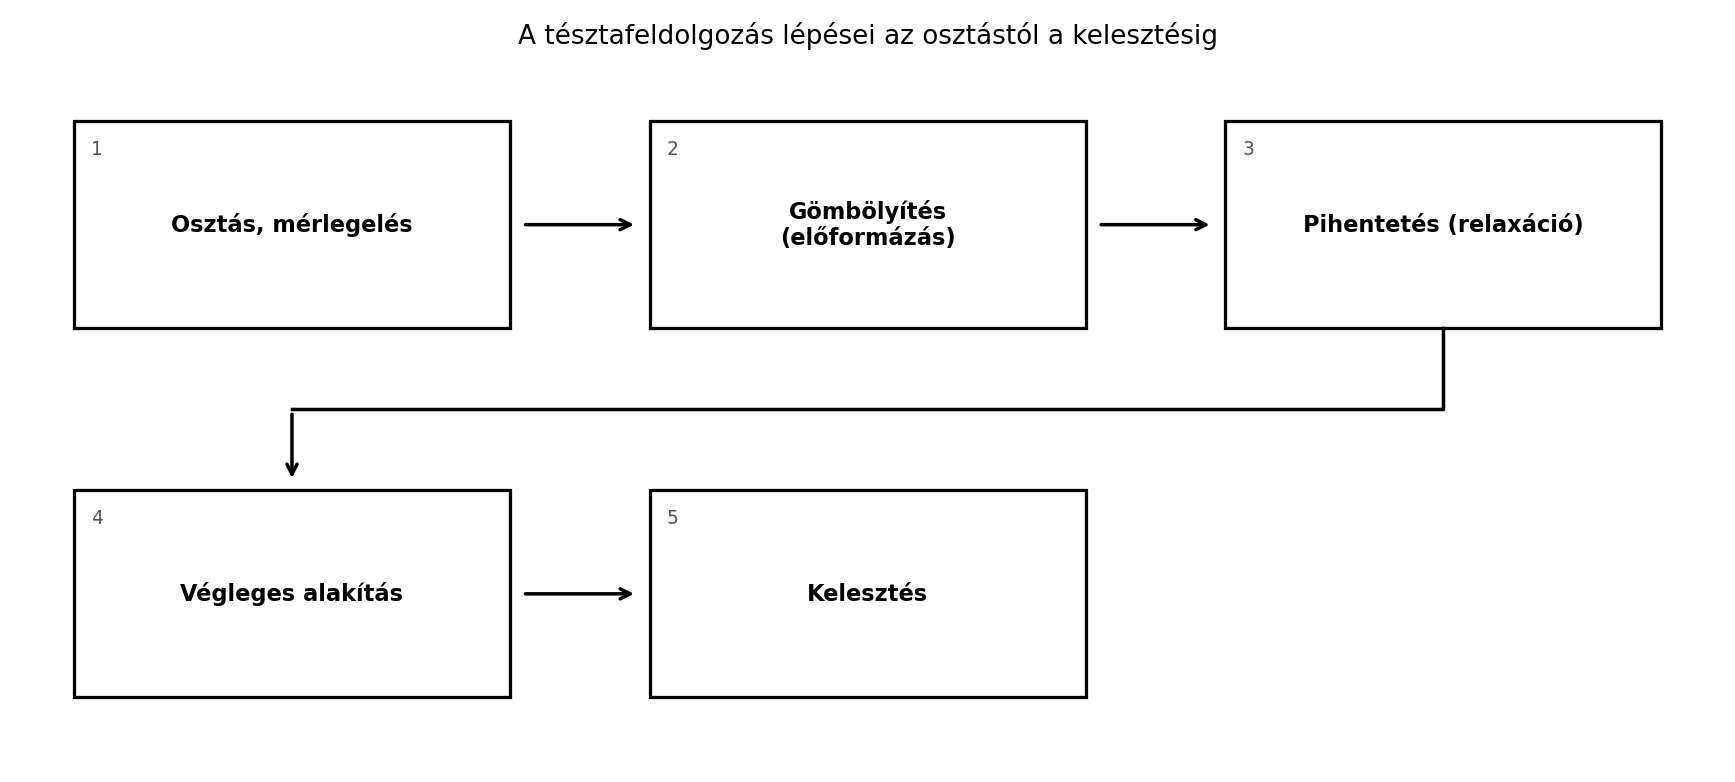 A tésztafeldolgozás lépései az osztástól a kelesztésig
1
Osztás, mérlegelés
2
Gömbölyítés
(előformázás)
3
Pihentetés (relaxáció)
4
Végleges alakítás
5
Kelesztés